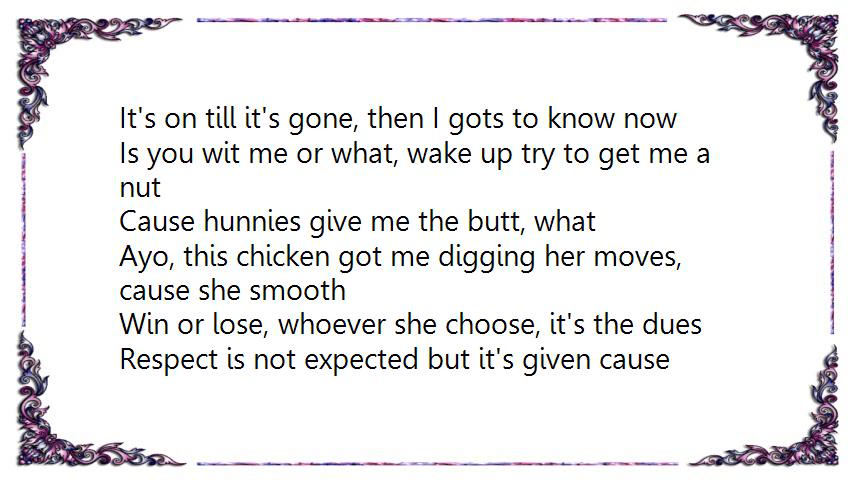 It's on till it's gone, then I gots to know now
Is you wit me or what, wake up try to get me a
nut
Cause hunnies give me the butt, what
Ayo, this chicken got me digging her moves,
cause she smooth
Win or lose, whoever she choose, it's the dues
Respect is not expected but it's given cause